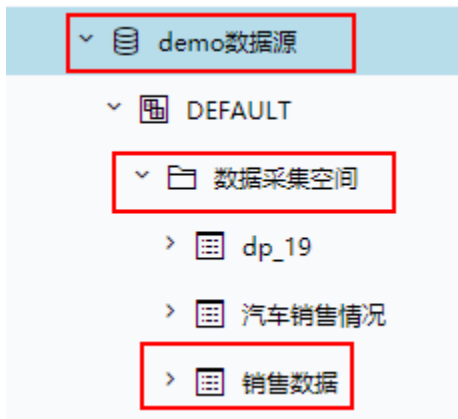 demo数据源
DEFAULT
数据采集空间
dp_19
汽车销售情况
销售数据